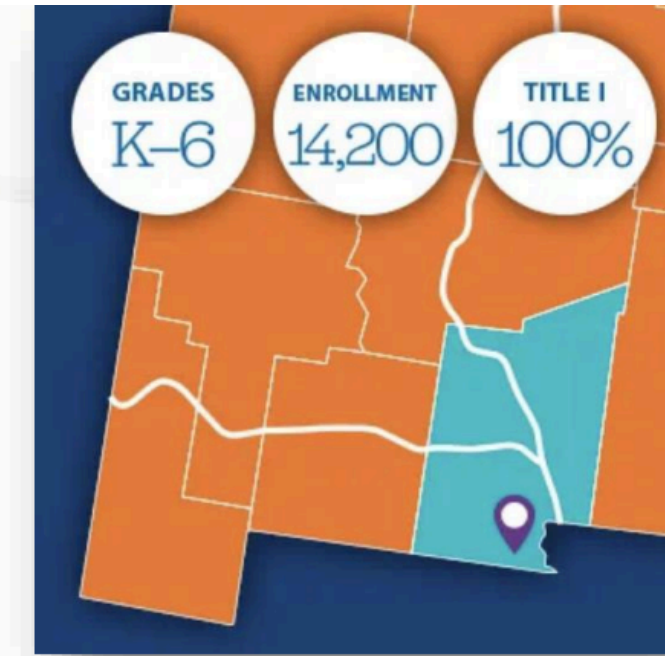 GRADES
K–6
ENROLLMENT
14,200
TITLE I
100%